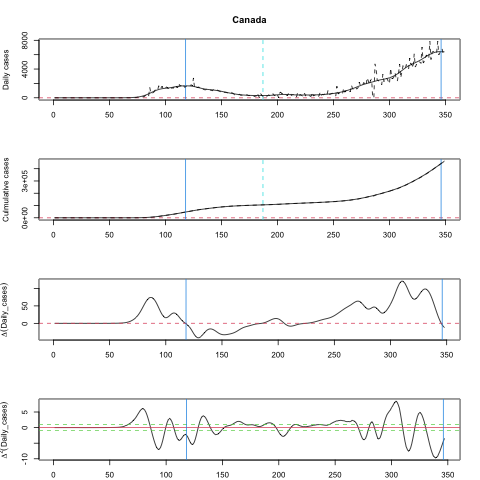 Canada
Daily cases
0 4000 8000
0 50 100 150 200 250 300 350
Culmulative cases
0e+00 3e+05
0 50 100 150 200 250 300 350
Δ(Daily_cases)
0 50
0 50 100 150 200 250 300 350
Δ²(Daily_cases)
-10 0 5
0 50 100 150 200 250 300 350